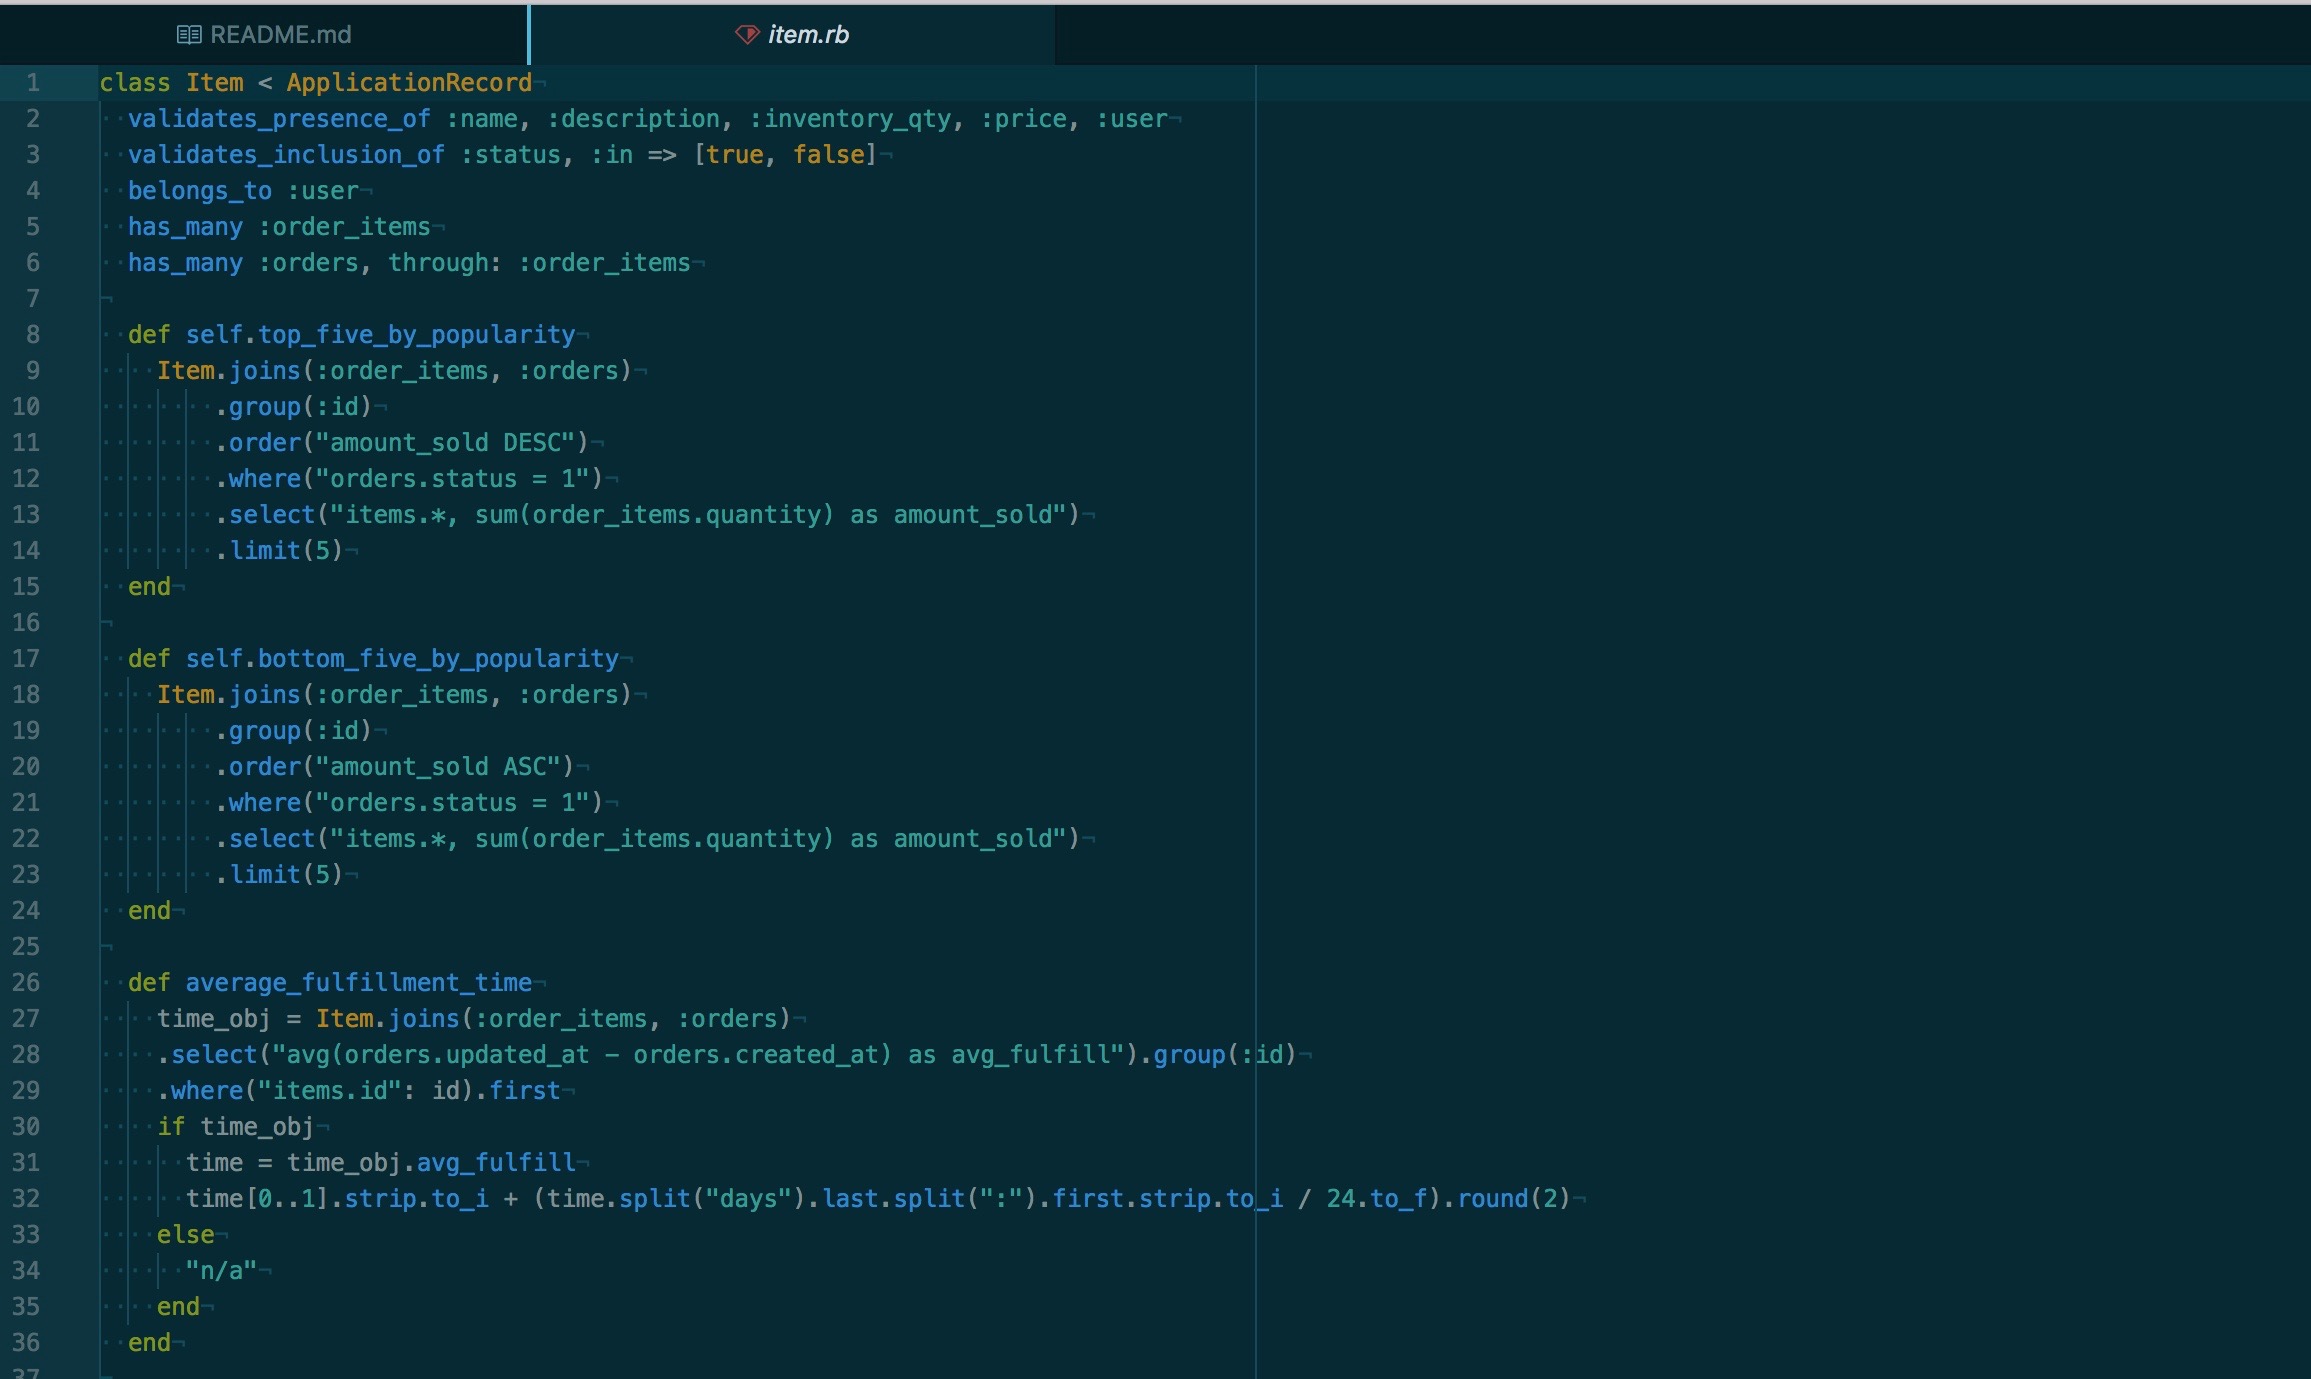 README.md
item.rb
1 class Item < ApplicationRecord
2   validates_presence_of :name, :description, :inventory_qty, :price, :user
3   validates_inclusion_of :status, :in => [true, false]
4   belongs_to :user
5   has_many :order_items
6   has_many :orders, through: :order_items
7
8   def self.top_five_by_popularity
9     Item.joins(:order_items, :orders)
10         .group(:id)
11         .order("amount_sold DESC")
12         .where("orders.status = 1")
13         .select("items.*, sum(order_items.quantity) as amount_sold")
14         .limit(5)
15   end
16
17   def self.bottom_five_by_popularity
18     Item.joins(:order_items, :orders)
19         .group(:id)
20         .order("amount_sold ASC")
21         .where("orders.status = 1")
22         .select("items.*, sum(order_items.quantity) as amount_sold")
23         .limit(5)
24   end
25
26   def average_fulfillment_time
27     time_obj = Item.joins(:order_items, :orders)
28     .select("avg(orders.updated_at - orders.created_at) as avg_fulfill").group(:id)
29     .where("items.id": id).first
30     if time_obj
31       time = time_obj.avg_fulfill
32       time[0..1].strip.to_i + (time.split("days").last.split(":").first.strip.to_i / 24.to_f).round(2)
33     else
34       "n/a"
35     end
36   end
37